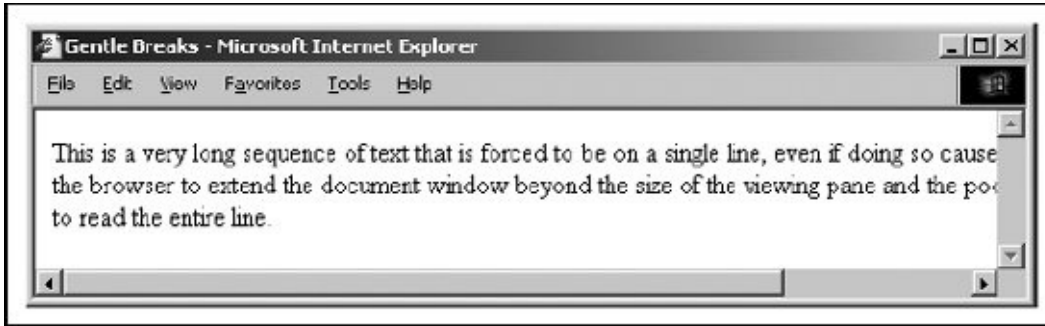 Gentle Breaks - Microsoft Internet Explorer
File Edit View Favorites Tools Help
This is a very long sequence of text that is forced to be on a single line, even if doing so cause
the browser to extend the document window beyond the size of the viewing pane and the
to read the entire line.